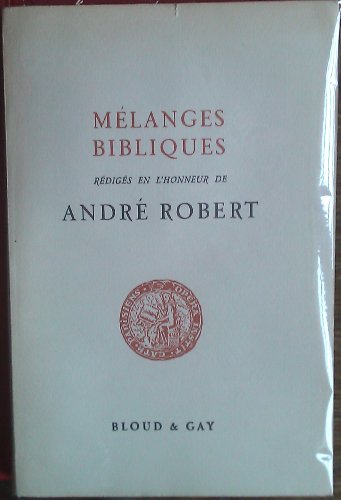 MÉLANGES
BIBLIQUES
RÉDIGÉS EN L'HONNEUR DE
ANDRÉ ROBERT
BLOUD & GAY